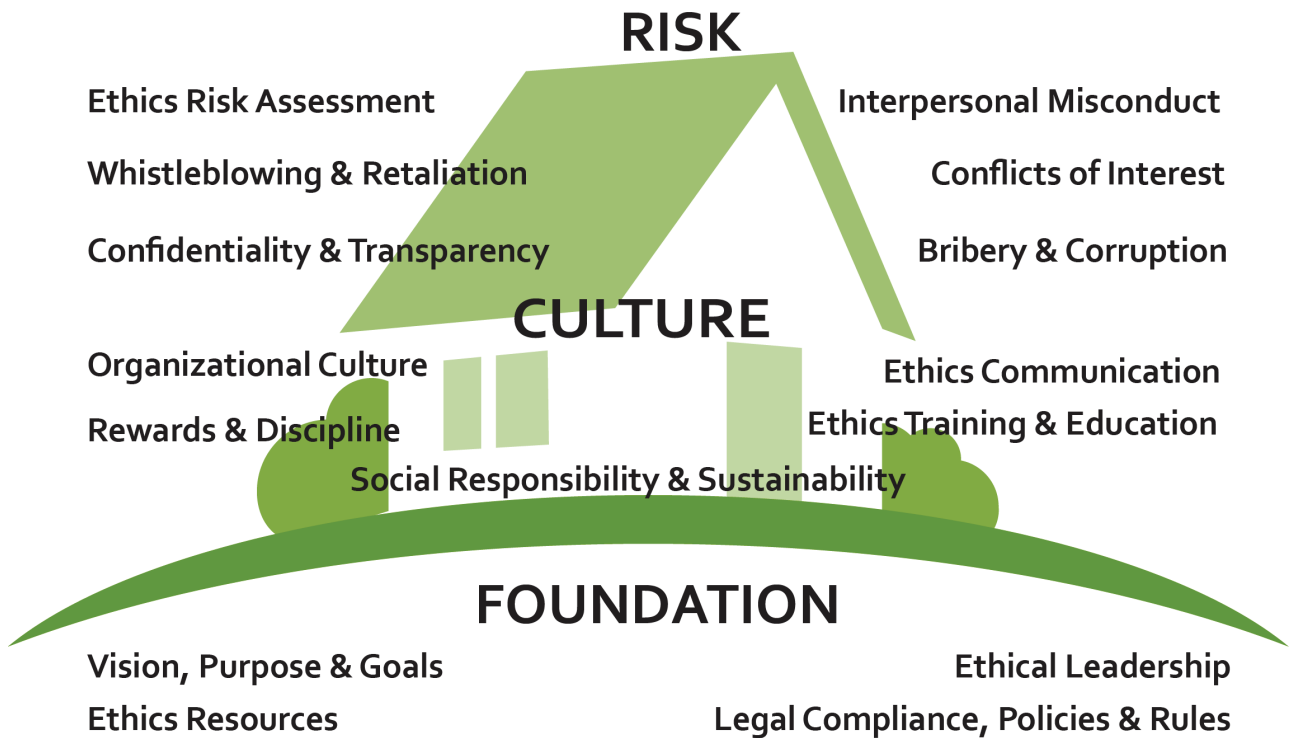 RISK
Ethics Risk Assessment
Interpersonal Misconduct
Whistleblowing & Retaliation
Conflicts of Interest
Confidentiality & Transparency
Bribery & Corruption
CULTURE
Organizational Culture
Ethics Communication
Rewards & Discipline
Ethics Training & Education
Social Responsibility & Sustainability
FOUNDATION
Vision, Purpose & Goals
Ethical Leadership
Ethics Resources
Legal Compliance, Policies & Rules